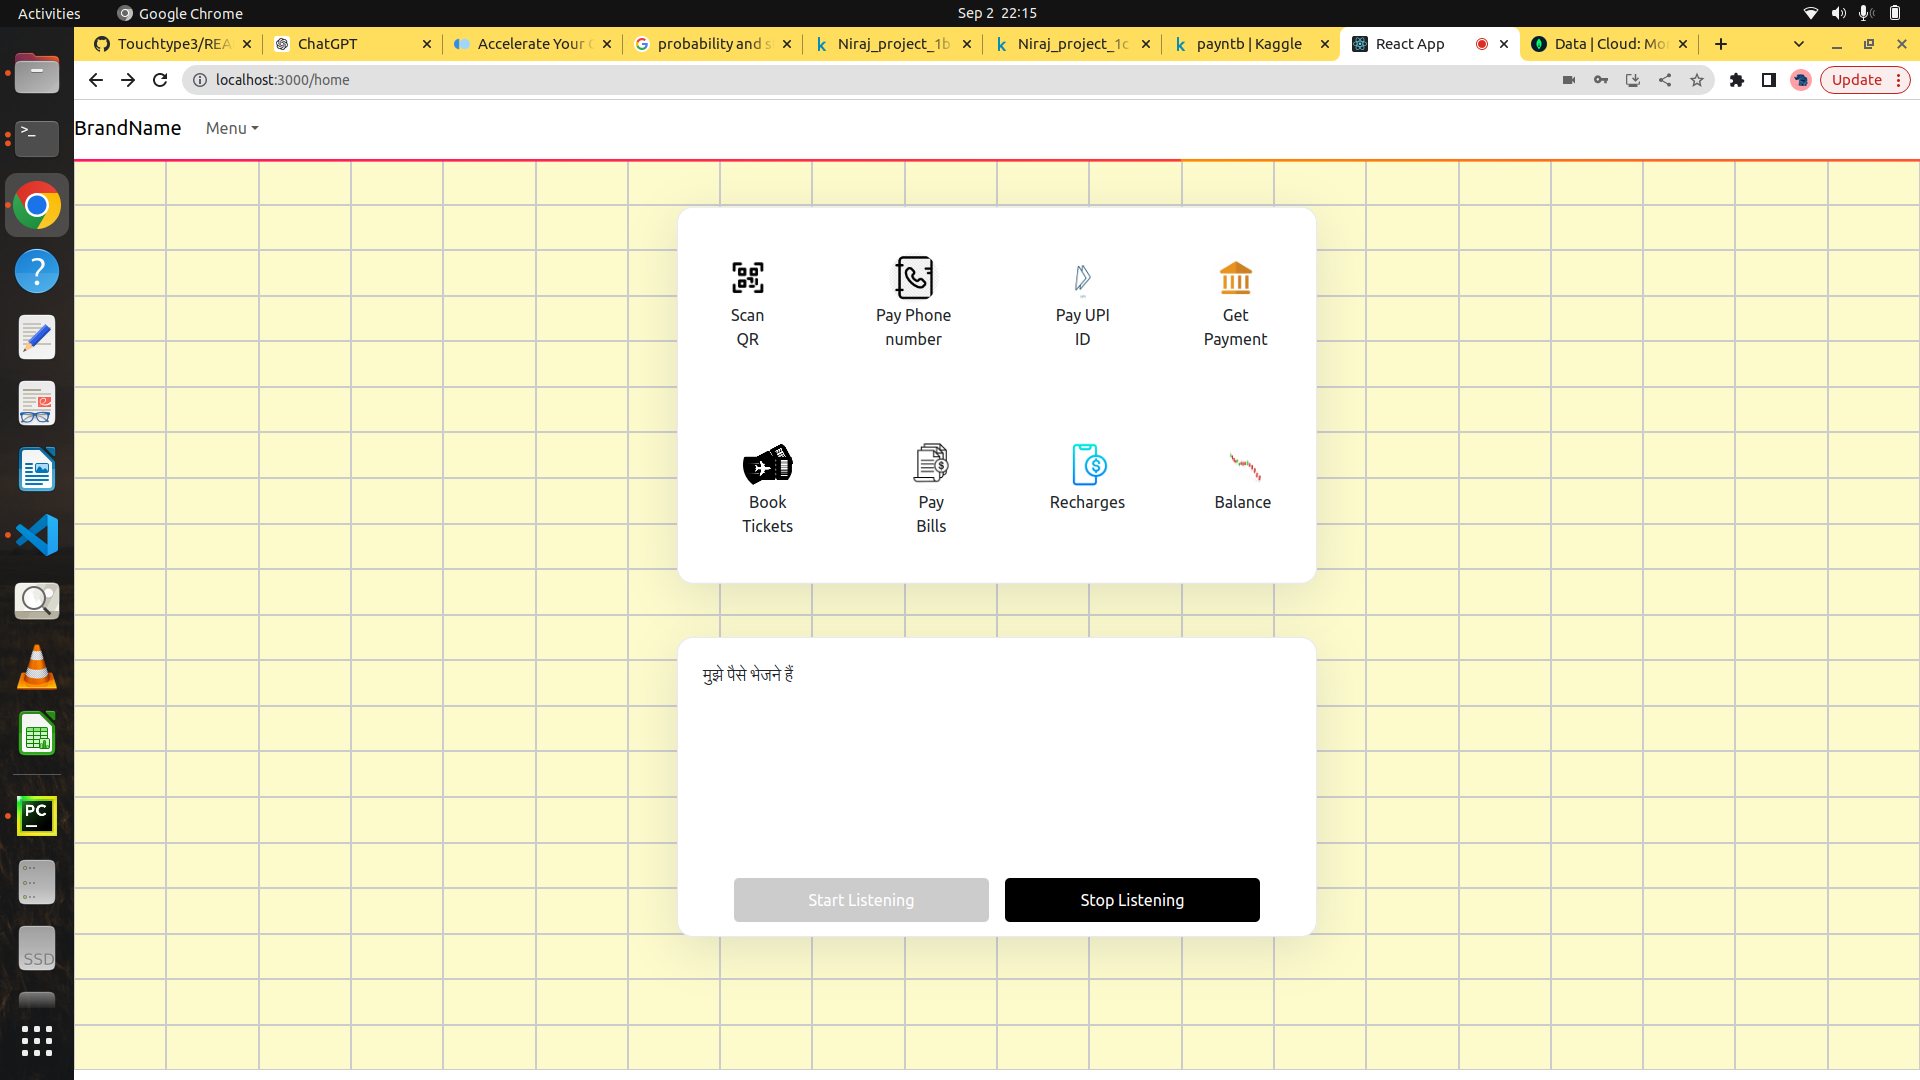 Activities
Google Chrome
Sep 2 22:15
Touchtype3/REA
ChatGPT
Accelerate Your
probability and s
Niraj_project_1b
Niraj_project_1c
payntb | Kaggle
React App
Data | Cloud: Mo
localhost:3000/home
Update
BrandName
Menu
Scan
QR
Pay Phone
number
Pay UPI
ID
Get
Payment
Book
Tickets
Pay
Bills
Recharges
Balance
मुझे पैसे भेजने हैं
Start Listening
Stop Listening
PC
SSD